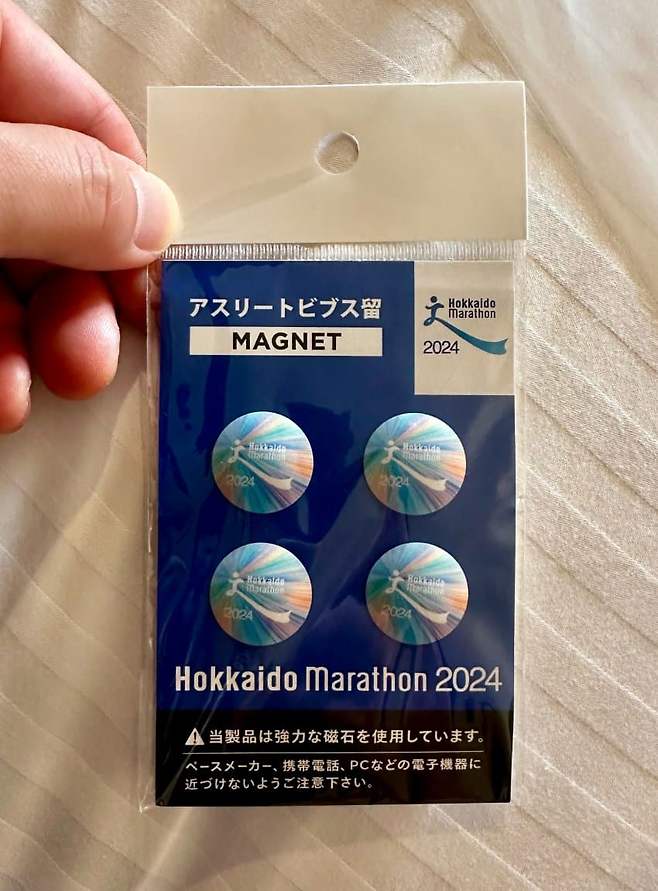 アスリートビブス留
MAGNET
Hokkaido
Marathon
2024
Hokkaido
Marathon
2024
Hokkaido
Marathon
2024
Hokkaido
Marathon
2024
Hokkaido
Marathon
2024
Hokkaido Marathon 2024
当製品は強力な磁石を使用しています。
ペースメーカー、携帯電話、PCなどの電子機器に
近づけないようご注意下さい。